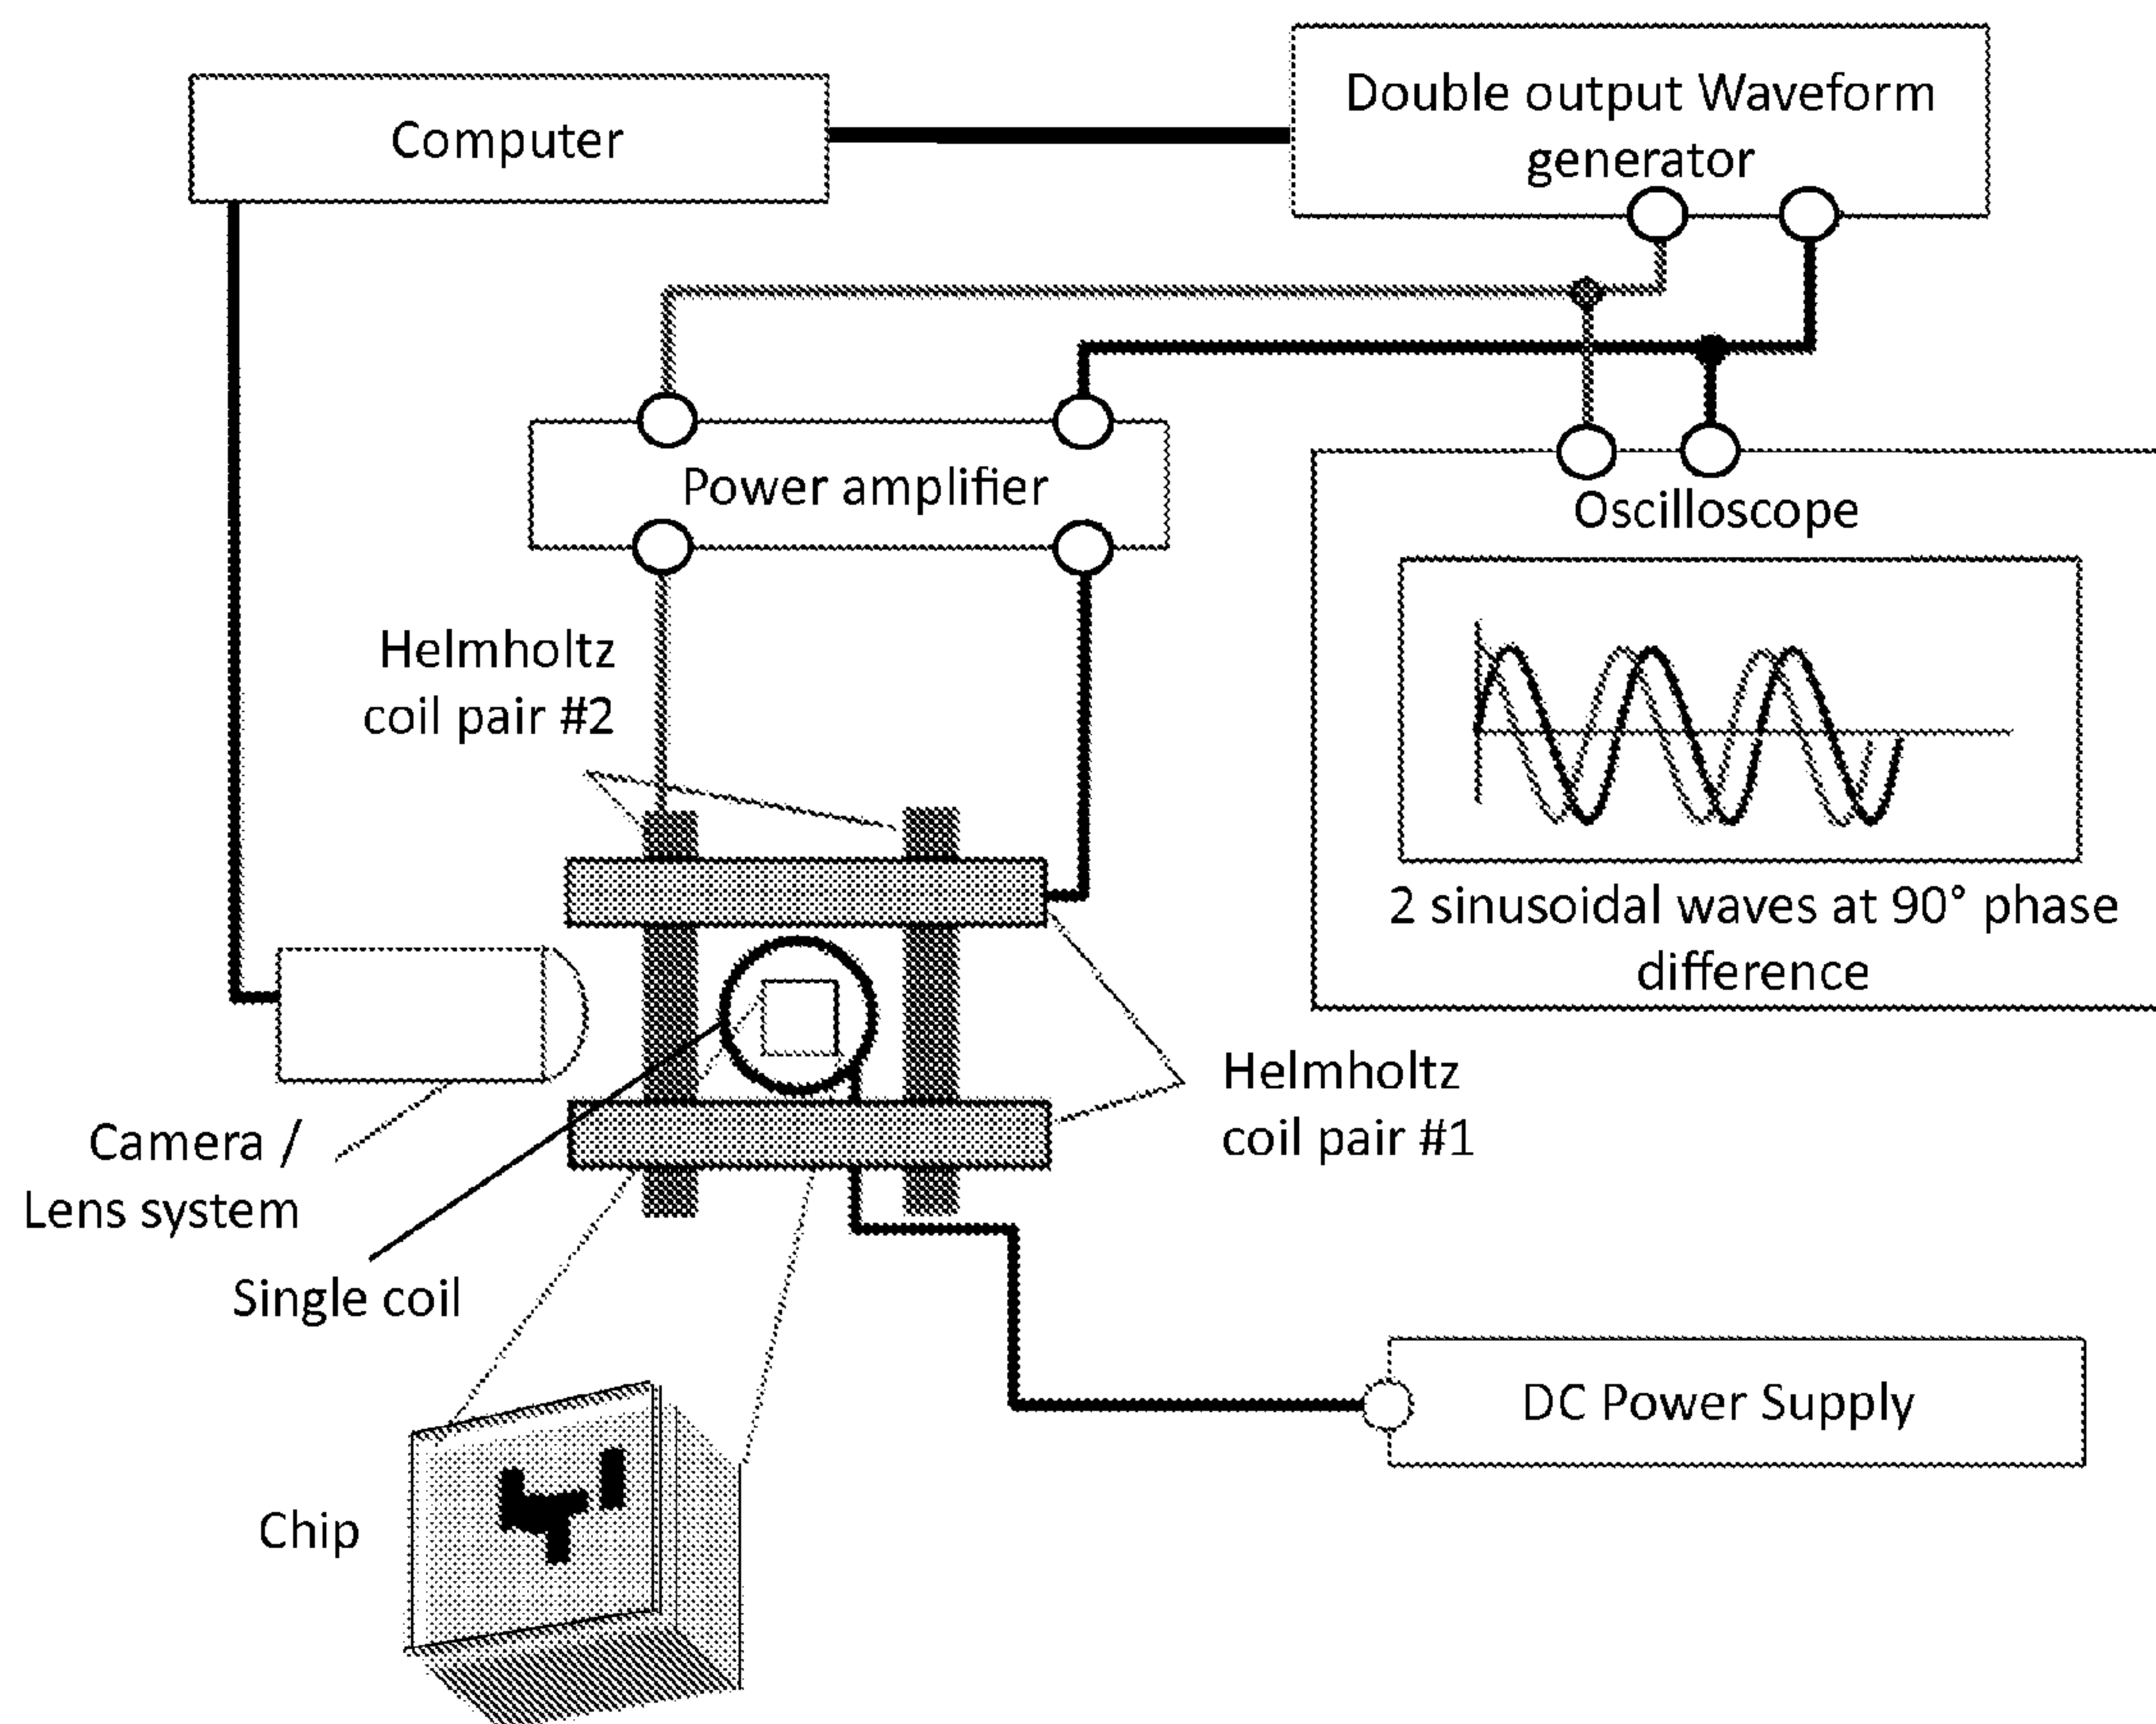 Computer
Double output Waveform
generator
Power amplifier
Oscilloscope
Helmholtz
coil pair #2
2 sinusoidal waves at 90° phase
difference
Helmholtz
coil pair #1
Camera /
Lens system
Single coil
DC Power Supply
Chip